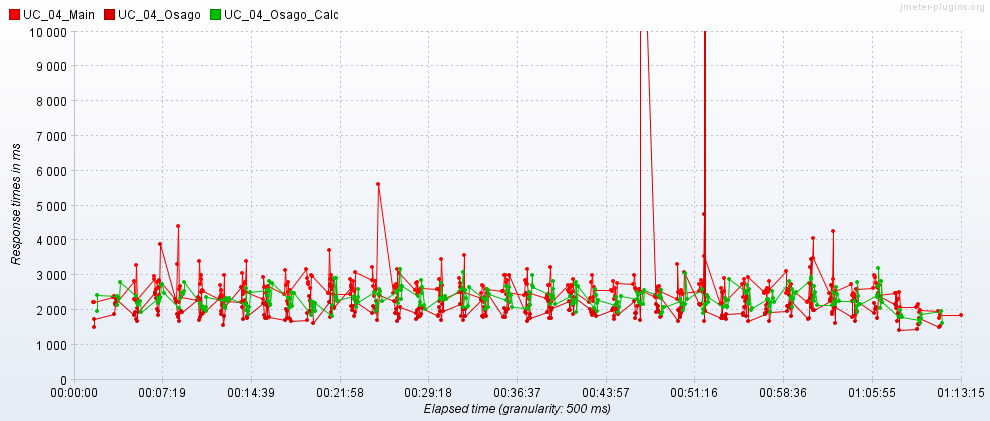 UC_04_Main UC_04_Osago UC_04_Osago_Calc
jmeter-plugins.org
10 000
9 000
8 000
7 000
6 000
5 000
4 000
3 000
2 000
1 000
0
Response times in ms
00:00:00 00:07:19 00:14:39 00:21:58 00:29:18 00:36:37 00:43:57 00:51:16 00:58:36 01:05:55 01:13:15
Elapsed time (granularity: 500 ms)